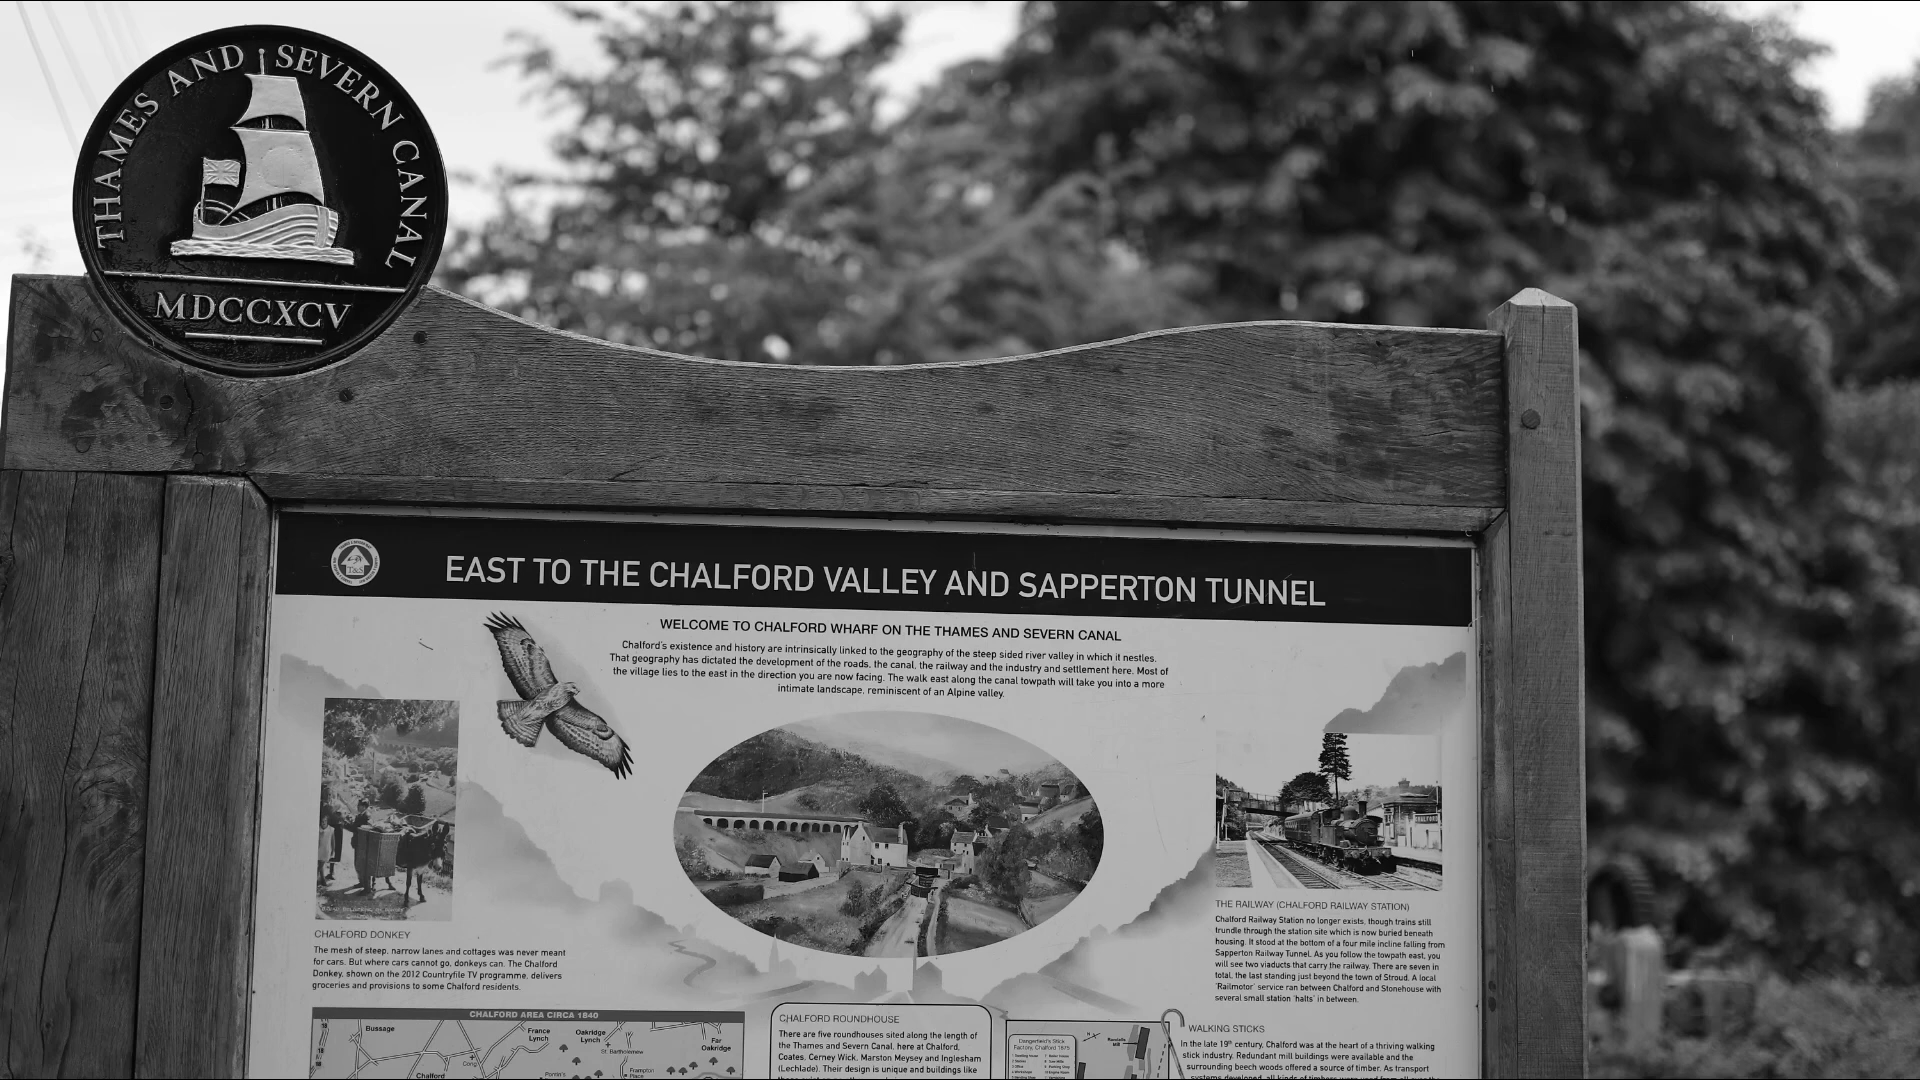 THAMES AND SEVERN CANAL
MDCCXCV
T&S
EAST TO THE CHALFORD VALLEY AND SAPPERTON TUNNEL
WELCOME TO CHALFORD WHARF ON THE THAMES AND SEVERN CANAL
Chalford's existence and history are intrinsically linked to the geography of the steep sided river valley in which it nestles.
That geography has dictated the development of the roads, the canal, the railway and the industry and settlement here. Most of
the village lies to the east in the direction you are now facing. The walk east along the canal towpath will take you into a more
intimate landscape, reminiscent of an Alpine valley.
CHALFORD DONKEY
The mesh of steep, narrow lanes and cottages was never meant
for cars. But where cars cannot go, donkeys can. The Chalford
Donkey, shown on the 2012 Countryfile TV programme, delivers
groceries and provisions to some Chalford residents.
CHALFORD
THE RAILWAY (CHALFORD RAILWAY STATION)
Chalford Railway Station no longer exists, though trains still
trundle through the station site which is now buried beneath
housing. It stood at the bottom of a four mile incline falling from
Sapperton Railway Tunnel. As you follow the towpath east, you
will see two viaducts that carry the railway. There are seven in
total, the last standing just beyond the town of Stroud. A local
'Railmotor' service ran between Chalford and Stonehouse with
several small station 'halts' in between.
CHALFORD AREA CIRCA 1840
Bussage
France
Lynch
Oakridge
Lynch
Far
Oakridge
St. Bartholomew
Chalford
Frampton
Place
CHALFORD ROUNDHOUSE
There are five roundhouses sited along the length of
the Thames and Severn Canal, here at Chalford,
Coates, Cerney Wick, Marston Meysey and Inglesham
(Lechlade). Their design is unique and buildings like
Dangerfield's Stick
Factory, Chalford 1875
WALKING STICKS
In the late 19th century, Chalford was at the heart of a thriving walking
stick industry. Redundant mill buildings were available and the
surrounding beech woods offered a source of timber. As transport